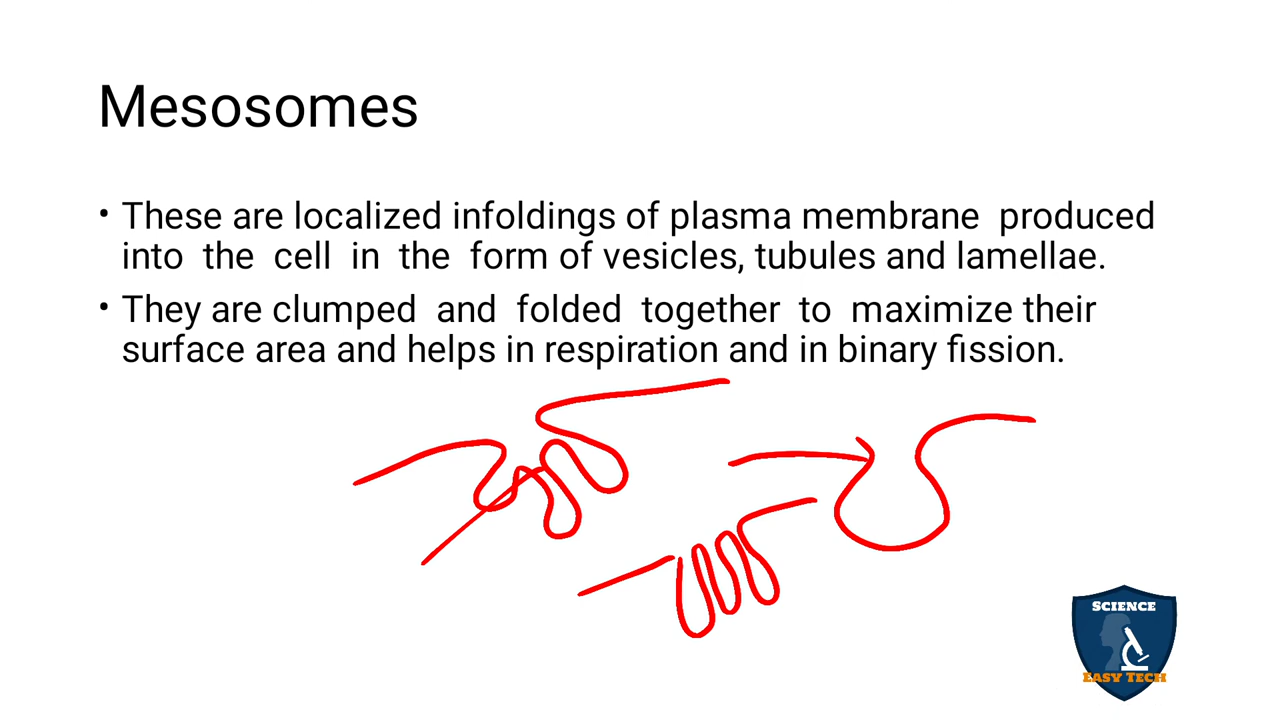 Mesosomes
• These are localized infoldings of plasma membrane produced
into the cell in the form of vesicles, tubules and lamellae.
• They are clumped and folded together to maximize their
surface area and helps in respiration and in binary fission.
SCIENCE
EASY TECH